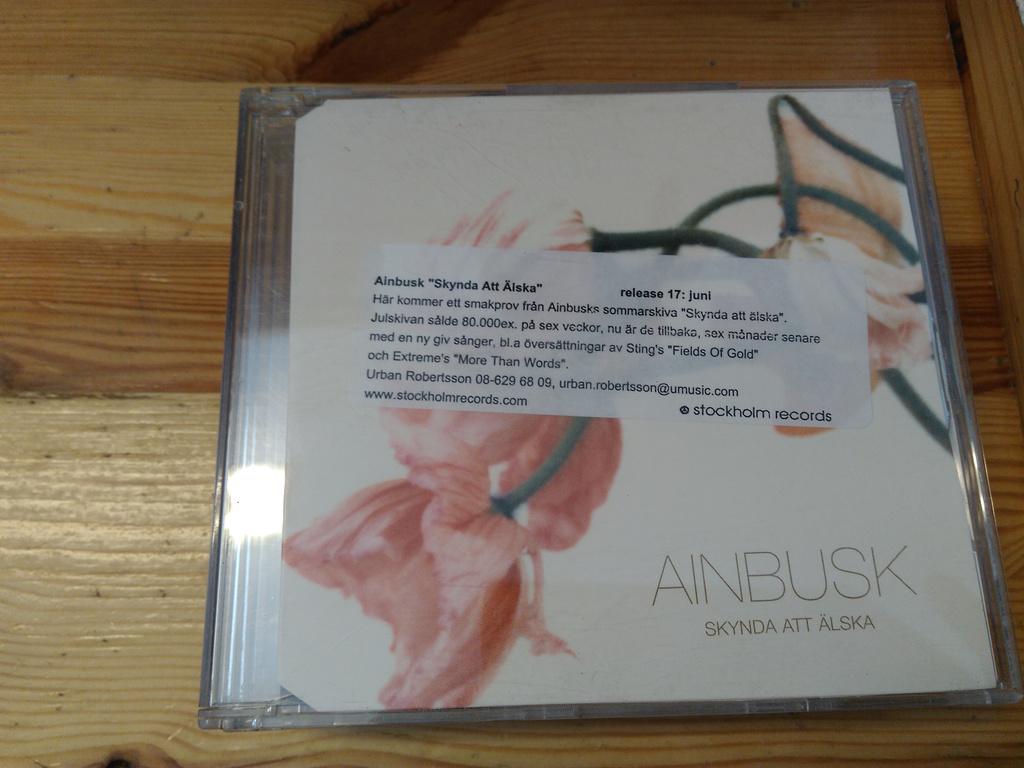 Ainbusk "Skynda Att Älska" release 17: juni
Här kommer ett smakprov från Ainbusks sommarskiva "Skynda att älska".
Julskivan sålde 80.000ex. på sex veckor, nu är de tillbaka, sex månader senare
med en ny giv sånger, bl.a översättningar av Sting's "Fields Of Gold"
och Extreme's "More Than Words".
Urban Robertsson 08-629 68 09, urban.robertsson@umusic.com
www.stockholmrecords.com
stockholm records
AINBUSK
SKYNDA ATT ÄLSKA